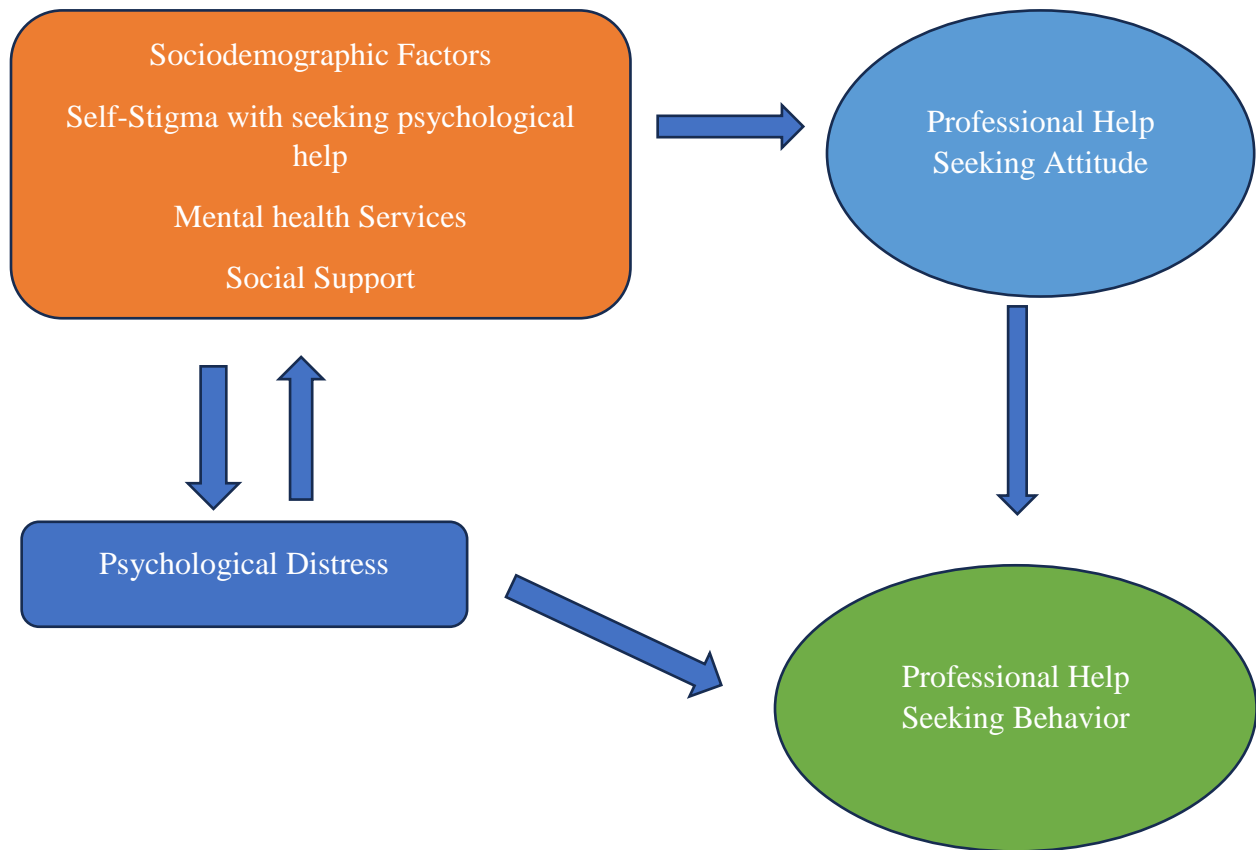 Sociodemographic Factors
Self-Stigma with seeking psychological
help
Mental health Services
Social Support
Professional Help
Seeking Attitude
Psychological Distress
Professional Help
Seeking Behavior